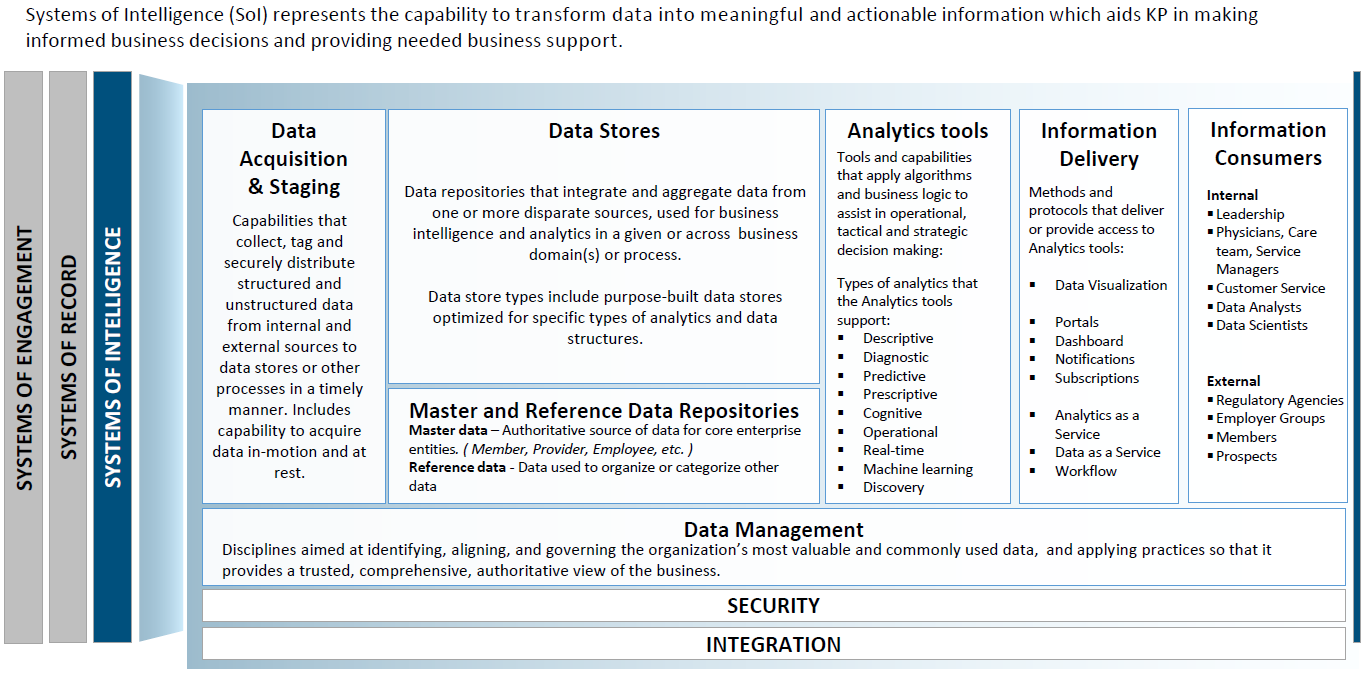 Systems of Intelligence (SoI) represents the capability to transform data into meaningful and actionable information which aids KP in making
informed business decisions and providing needed business support.
SYSTEMS OF ENGAGEMENT
SYSTEMS OF RECORD
SYSTEMS OF INTELLIGENCE
Data
Acquisition
& Staging
Capabilities that
collect, tag and
securely distribute
structured and
unstructured data
from internal and
external sources to
data stores or other
processes in a timely
manner. Includes
capability to acquire
data in-motion and at
rest.
Data Stores
Data repositories that integrate and aggregate data from
one or more disparate sources, used for business
intelligence and analytics in a given or across business
domain(s) or process.
Data store types include purpose-built data stores
optimized for specific types of analytics and data
structures.
Master and Reference Data Repositories
Master data – Authoritative source of data for core enterprise
entities. ( Member, Provider, Employee, etc. )
Reference data - Data used to organize or categorize other
data
Analytics tools
Tools and capabilities
that apply algorithms
and business logic to
assist in operational,
tactical and strategic
decision making:
Types of analytics that
the Analytics tools
support:
▪ Descriptive
▪ Diagnostic
▪ Predictive
▪ Prescriptive
▪ Cognitive
▪ Operational
▪ Real-time
▪ Machine learning
▪ Discovery
Information
Delivery
Methods and
protocols that deliver
or provide access to
Analytics tools:
▪ Data Visualization
▪ Portals
▪ Dashboard
▪ Notifications
▪ Subscriptions
▪ Analytics as a
Service
▪ Data as a Service
▪ Workflow
Information
Consumers
Internal
▪ Leadership
▪ Physicians, Care
team, Service
Managers
▪ Customer Service
▪ Data Analysts
▪ Data Scientists
External
▪ Regulatory Agencies
▪ Employer Groups
▪ Members
▪ Prospects
Data Management
Disciplines aimed at identifying, aligning, and governing the organization’s most valuable and commonly used data, and applying practices so that it
provides a trusted, comprehensive, authoritative view of the business.
SECURITY
INTEGRATION